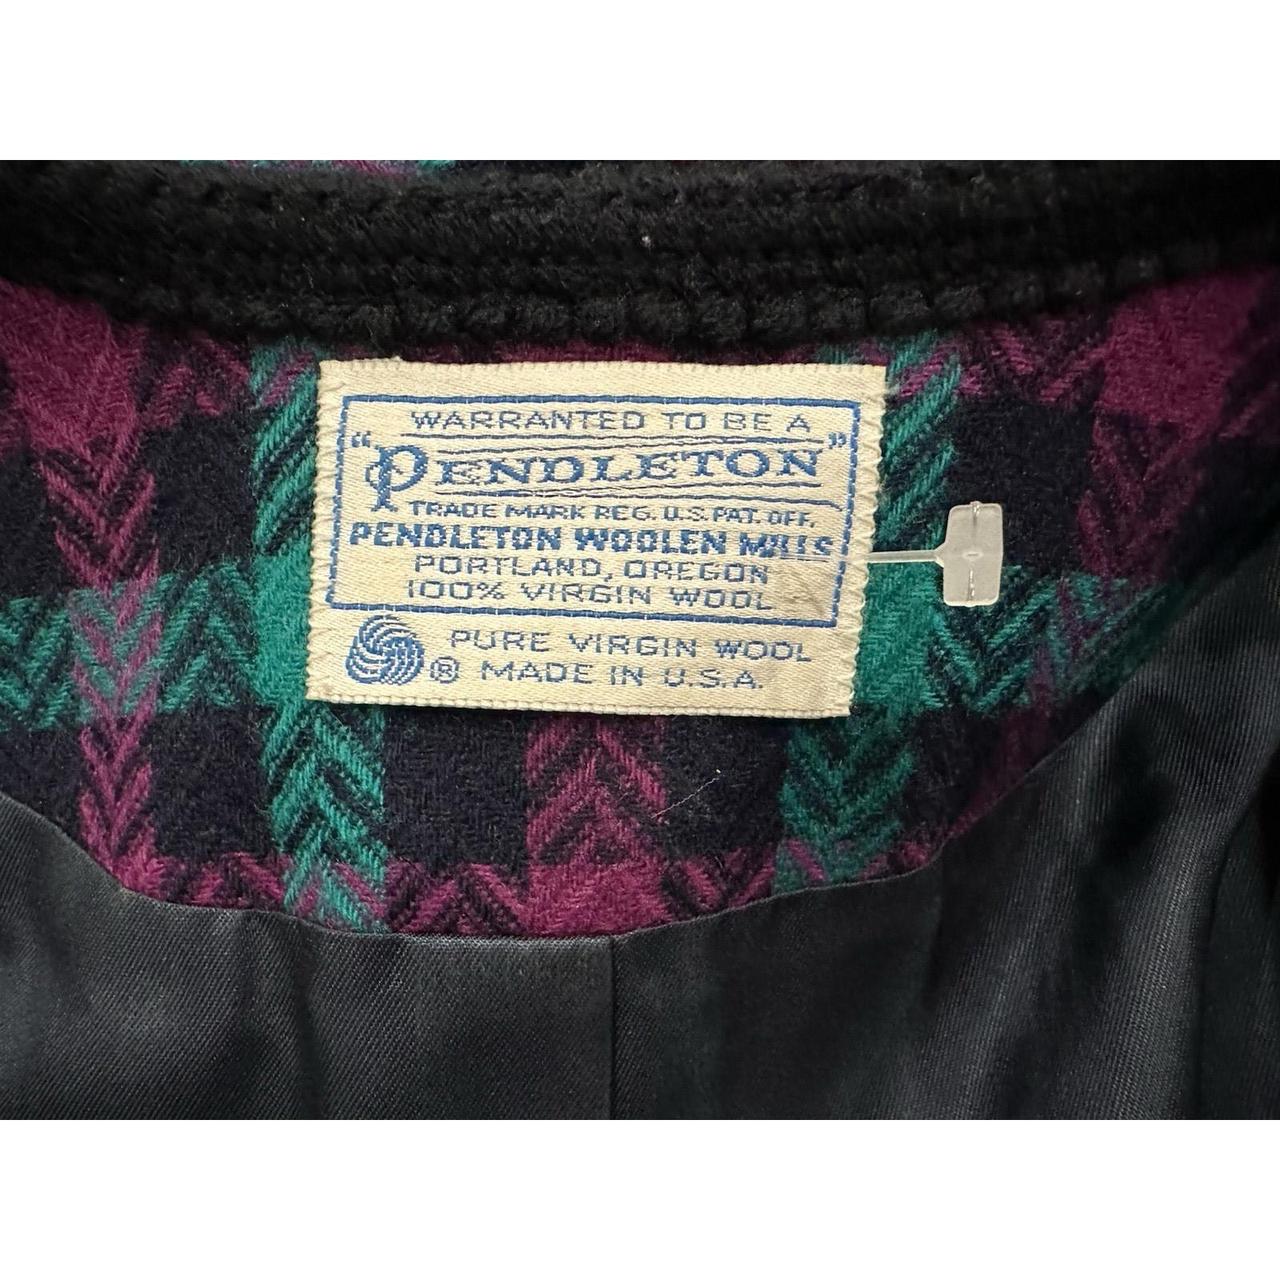 WARRANTED TO BE A
"PENDLETON"
TRADE MARK REG. U.S. PAT. OFF.
PENDLETON WOOLEN MILLS
PORTLAND, OREGON
100% VIRGIN WOOL
PURE VIRGIN WOOL
® MADE IN U.S.A.